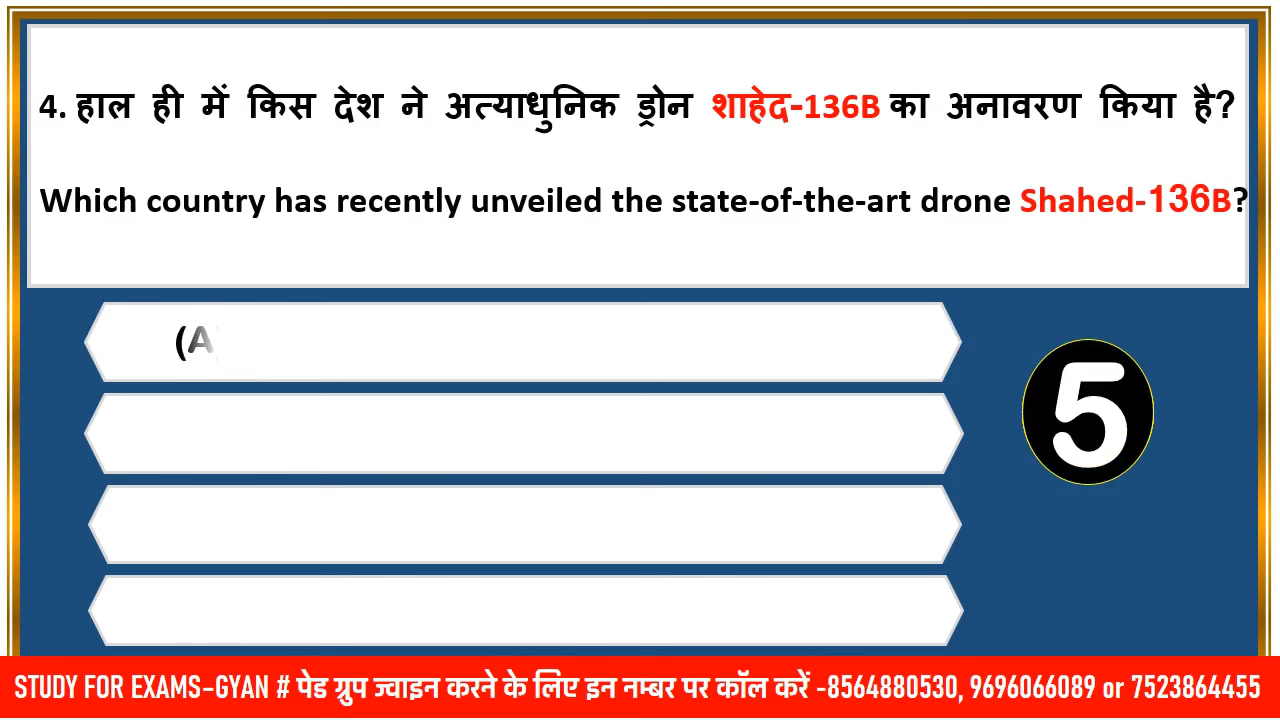 4. हाल ही में किस देश ने अत्याधुनिक ड्रोन शाहेद-136B का अनावरण किया है?
Which country has recently unveiled the state-of-the-art drone Shahed-136B?
(A
5
STUDY FOR EXAMS-GYAN # पेड ग्रुप ज्वाइन करने के लिए इन नम्बर पर कॉल करें -8564880530, 9696066089 or 7523864455